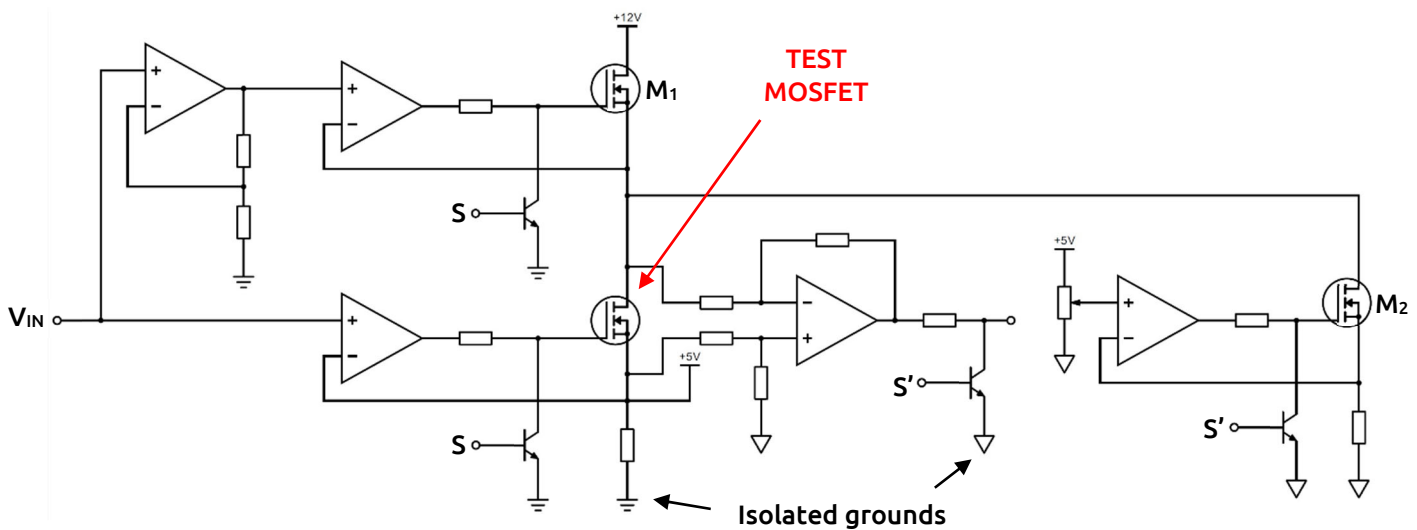 +12V
TEST
MOSFET
M1
+
-
+
-
S
+5V
VIN
+
-
-
+
+5V
+
-
M2
S'
S'
S
Isolated grounds